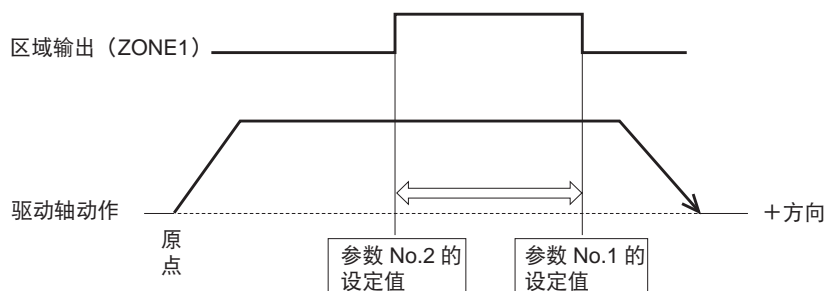 区域输出（ZONE1）
驱动轴动作
＋方向
原
点
参数 No.2 的
设定值
参数 No.1 的
设定值